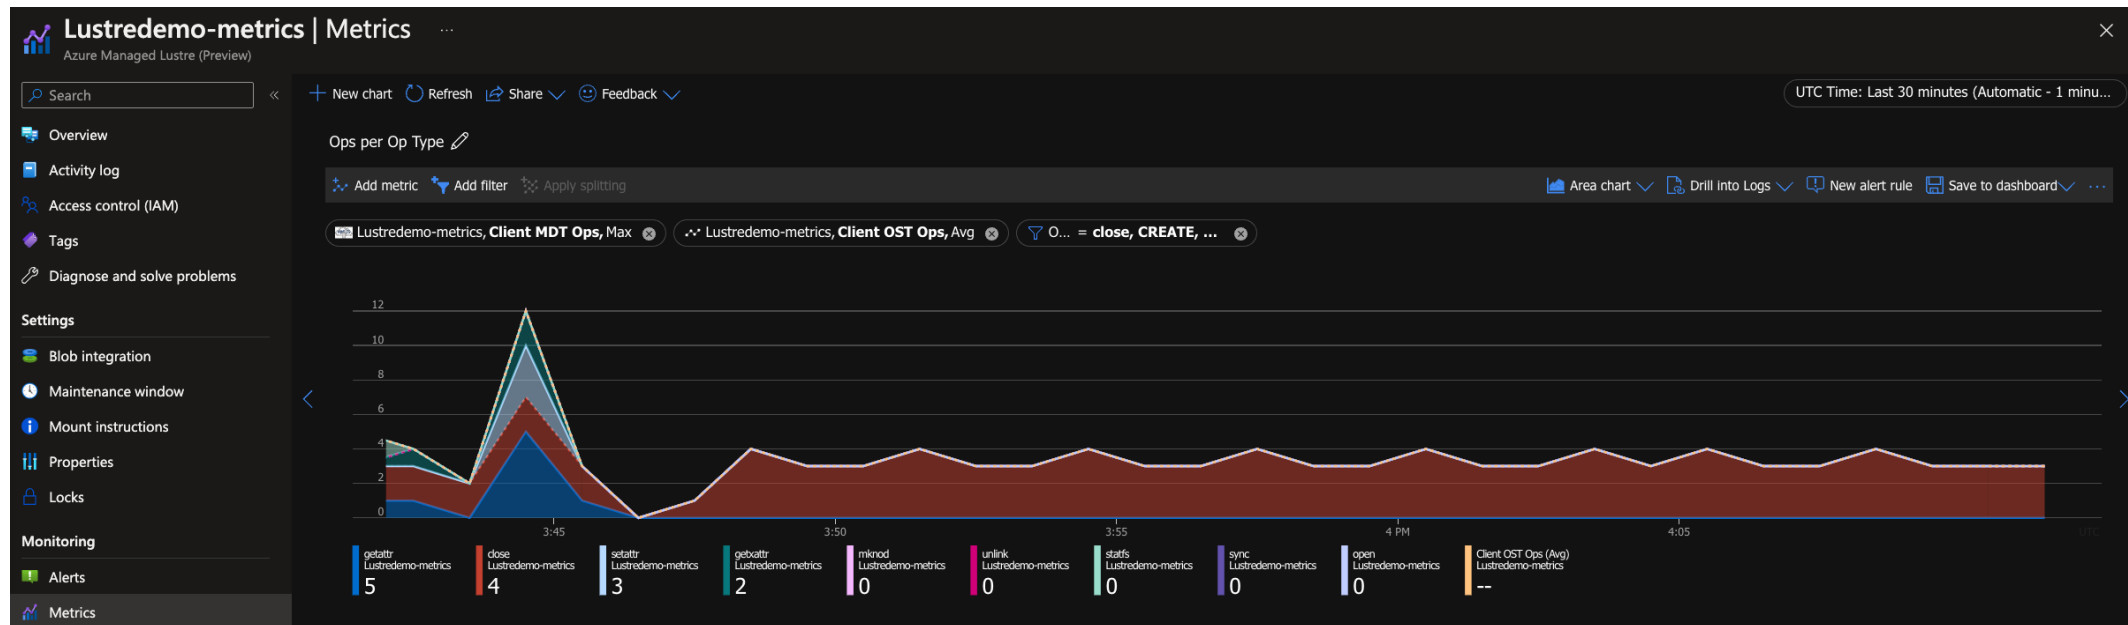 Lustredemo-metrics | Metrics ...
Azure Managed Lustre (Preview)
Search
Overview
Activity log
Access control (IAM)
Tags
Diagnose and solve problems
Settings
Blob integration
Maintenance window
Mount instructions
Properties
Locks
Monitoring
Alerts
Metrics
New chart Refresh Share Feedback
UTC Time: Last 30 minutes (Automatic - 1 minu...
Ops per Op Type
Add metric Add filter Apply splitting
Area chart Drill into Logs New alert rule Save to dashboard ...
Lustredemo-metrics, Client MDT Ops, Max
Lustredemo-metrics, Client OST Ops, Avg
O... = close, CREATE, ...
12
10
8
6
4
2
0
3:45 3:50 3:55 4 PM 4:05 UTC
getattr
Lustredemo-metrics
5
close
Lustredemo-metrics
4
setattr
Lustredemo-metrics
3
getxattr
Lustredemo-metrics
2
mknod
Lustredemo-metrics
0
unlink
Lustredemo-metrics
0
statfs
Lustredemo-metrics
0
sync
Lustredemo-metrics
0
open
Lustredemo-metrics
0
Client OST Ops (Avg)
Lustredemo-metrics
--